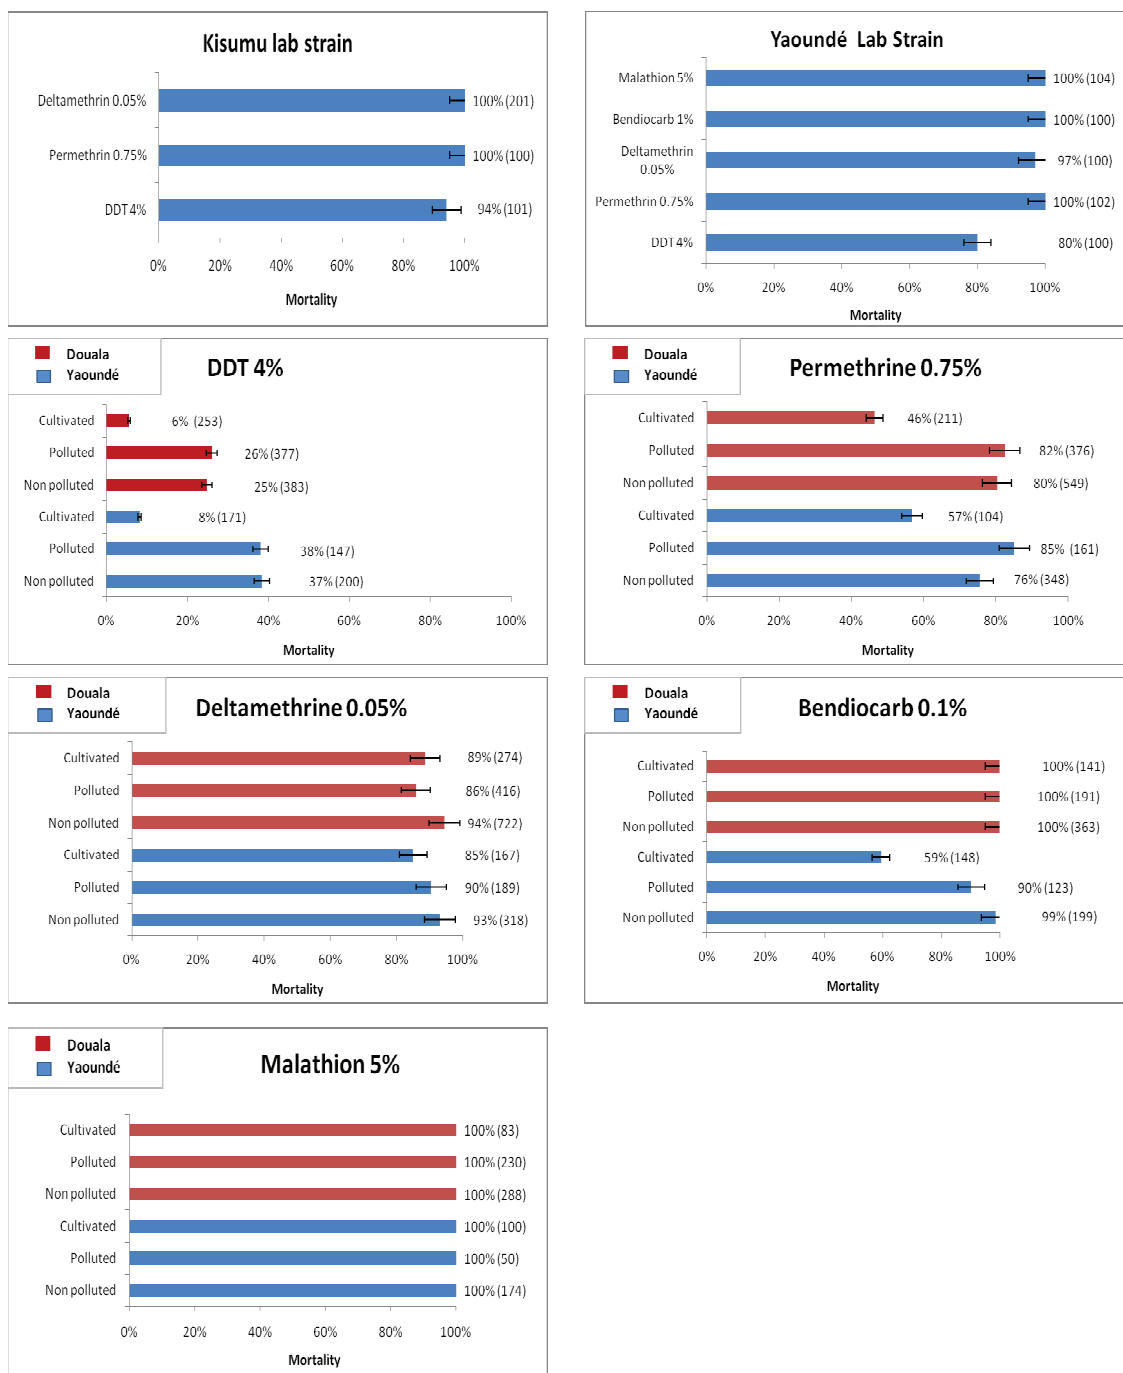 Kisumu lab strain
Deltamethrin 0.05%
100% (201)
Permethrin 0.75%
100% (100)
DDT 4%
94% (101)
0% 20% 40% 60% 80% 100%
Mortality
Yaoundé Lab Strain
Malathion 5%
100% (104)
Bendiocarb 1%
100% (100)
Deltamethrin
0.05%
97% (100)
Permethrin 0.75%
100% (102)
DDT 4%
80% (100)
0% 20% 40% 60% 80% 100%
Mortality
Douala
Yaoundé
DDT 4%
Cultivated
6% (253)
Polluted
26% (377)
Non polluted
25% (383)
Cultivated
8% (171)
Polluted
38% (147)
Non polluted
37% (200)
0% 20% 40% 60% 80% 100%
Mortality
Douala
Yaoundé
Permethrine 0.75%
Cultivated
46% (211)
Polluted
82% (376)
Non polluted
80% (549)
Cultivated
57% (104)
Polluted
85% (161)
Non polluted
76% (348)
0% 20% 40% 60% 80% 100%
Mortality
Douala
Yaoundé
Deltamethrine 0.05%
Cultivated
89% (274)
Polluted
86% (416)
Non polluted
94% (722)
Cultivated
85% (167)
Polluted
90% (189)
Non polluted
93% (318)
0% 20% 40% 60% 80% 100%
Mortality
Douala
Yaoundé
Bendiocarb 0.1%
Cultivated
100% (141)
Polluted
100% (191)
Non polluted
100% (363)
Cultivated
59% (148)
Polluted
90% (123)
Non polluted
99% (199)
0% 20% 40% 60% 80% 100%
Mortality
Douala
Yaoundé
Malathion 5%
Cultivated
100% (83)
Polluted
100% (230)
Non polluted
100% (288)
Cultivated
100% (100)
Polluted
100% (50)
Non polluted
100% (174)
0% 20% 40% 60% 80% 100%
Mortality